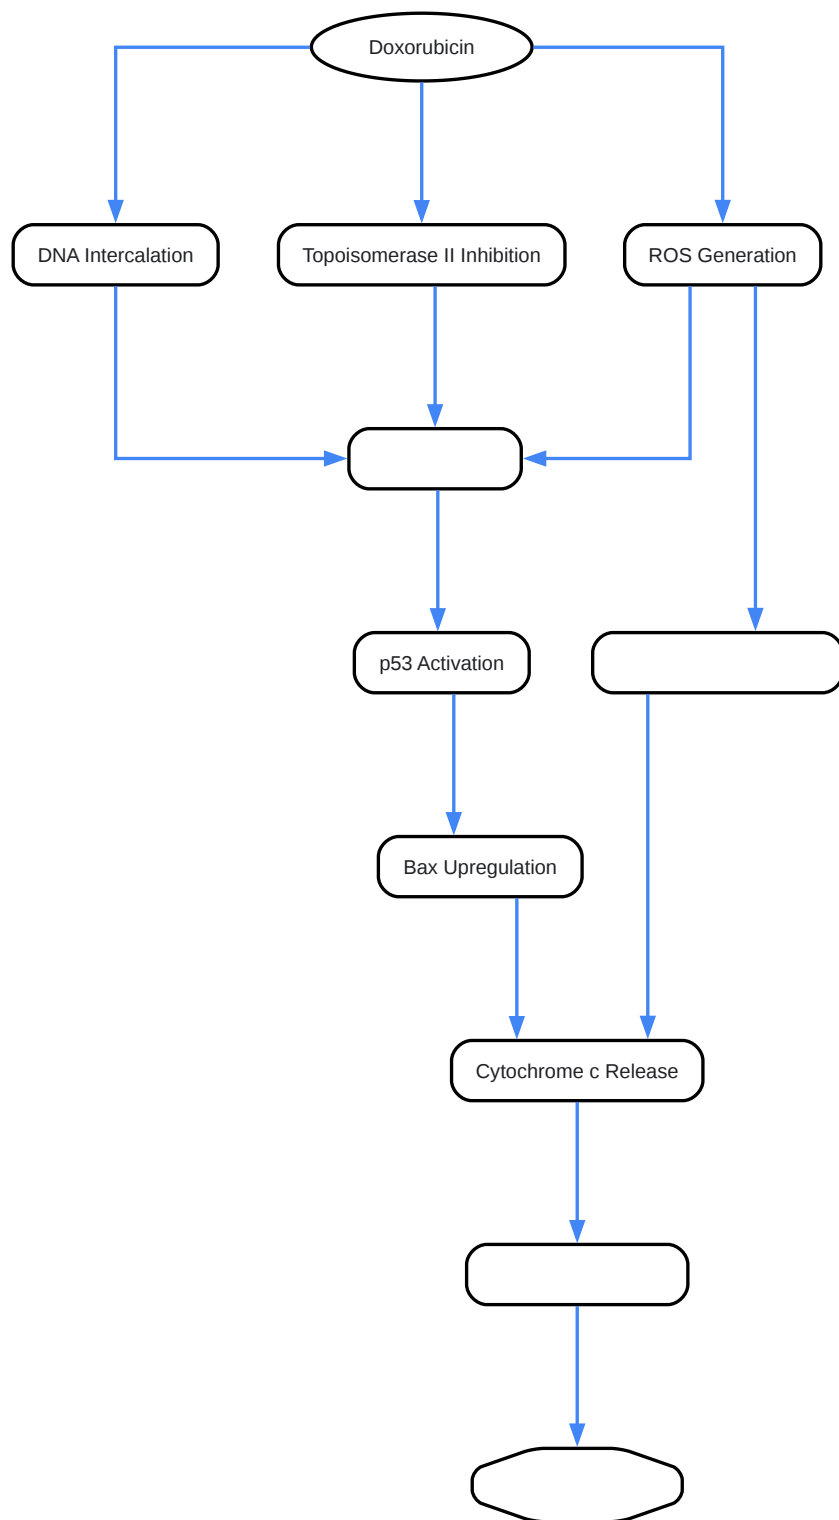 Doxorubicin
DNA Intercalation
Topoisomerase II Inhibition
ROS Generation
p53 Activation
Bax Upregulation
Cytochrome c Release